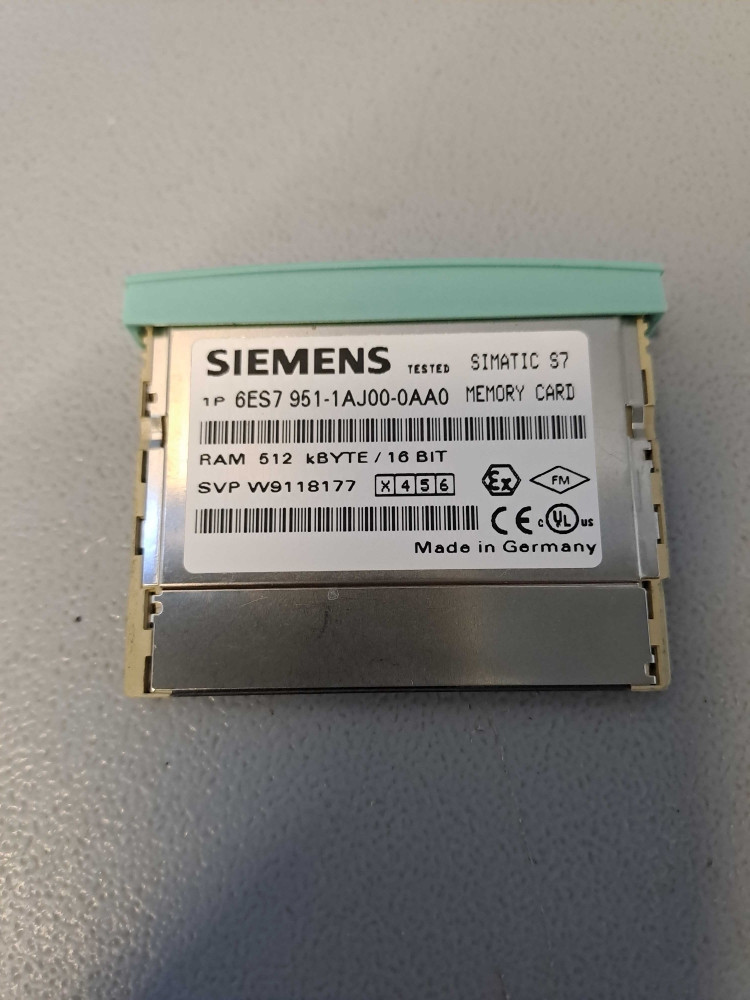 SIEMENS TESTED SIMATIC S7
1P 6ES7 951-1AJ00-0AA0 MEMORY CARD
RAM 512 kBYTE / 16 BIT
SVP W9118177 X 4 5 6 Ex FM
CE c UL us
Made in Germany